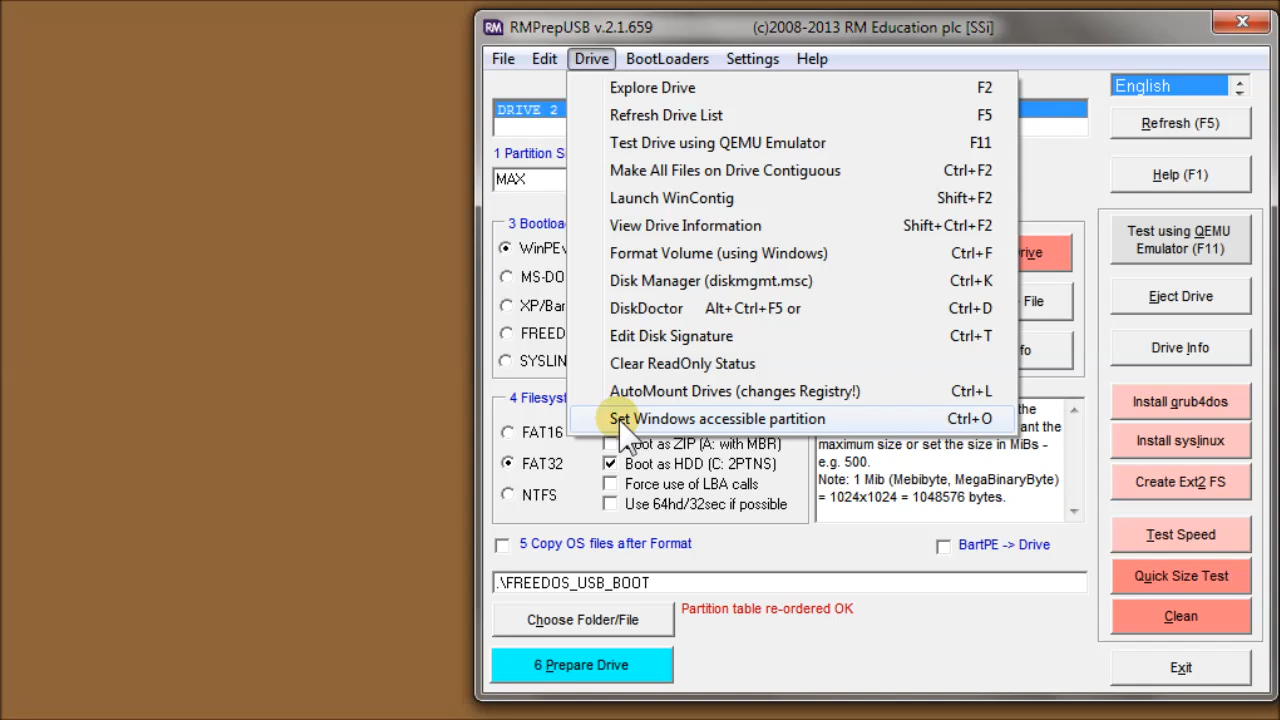 RM RMPrepUSB v.2.1.659 (c)2008-2013 RM Education plc [SSi]
File Edit Drive BootLoaders Settings Help
DRIVE 2
English
Refresh (F5)
1 Partition
MAX
Help (F1)
Explore Drive F2
Refresh Drive List F5
Test Drive using QEMU Emulator F11
Make All Files on Drive Contiguous Ctrl+F2
Launch WinContig Shift+F2
View Drive Information Shift+Ctrl+F2
Format Volume (using Windows) Ctrl+F
Disk Manager (diskmgmt.msc) Ctrl+K
DiskDoctor Alt+Ctrl+F5 or Ctrl+D
Edit Disk Signature Ctrl+T
Clear ReadOnly Status
AutoMount Drives (changes Registry!) Ctrl+L
Set Windows accessible partition Ctrl+O
3 Bootloa
WinPEv
MS-DO
XP/Bar
FREED
SYSLIN
File
Test using QEMU
Emulator (F11)
Eject Drive
Drive Info
4 Filesyst
FAT16
FAT32
NTFS
as ZIP (A: with MBR)
Boot as HDD (C: 2PTNS)
Force use of LBA calls
Use 64hd/32sec if possible
the
ant the
maximum size or set the size in MiBs -
e.g. 500.
Note: 1 Mib (Mebibyte, MegaBinaryByte)
= 1024x1024 = 1048576 bytes.
Install grub4dos
Install syslinux
Create Ext2 FS
Test Speed
Quick Size Test
Clean
5 Copy OS files after Format
BartPE -> Drive
.\FREEDOS_USB_BOOT
Choose Folder/File
Partition table re-ordered OK
6 Prepare Drive
Exit